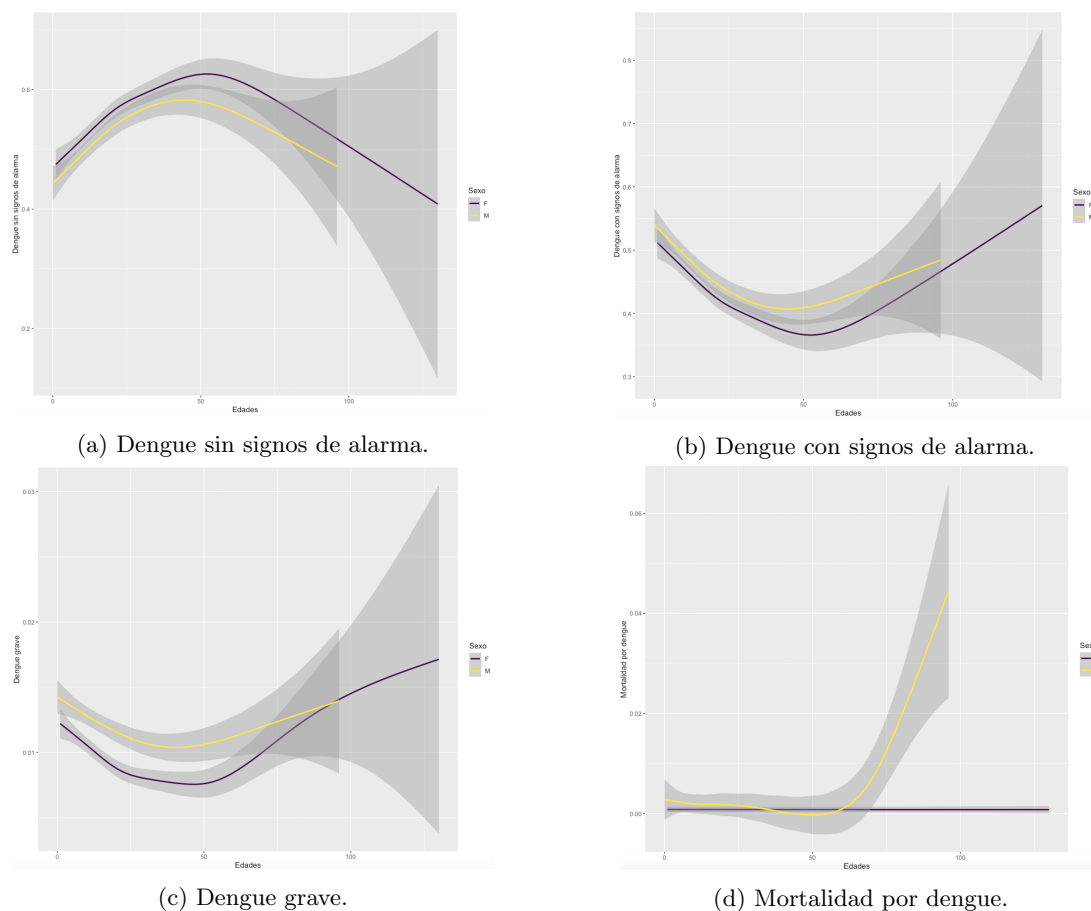 0.6
0.4
0.2
Dengue sin signos de alarma
0
50
100
Edades
Sexo
F
M
(a) Dengue sin signos de alarma.
0.8
0.7
0.6
0.5
0.4
0.3
Dengue con signos de alarma
0
50
100
Edades
Sexo
F
(b) Dengue con signos de alarma.
0.03
0.02
0.01
Dengue grave
0
50
100
Edades
Sexo
F
M
(c) Dengue grave.
0.06
0.04
0.02
0.00
Mortalidad por dengue
0
50
100
Edades
(d) Mortalidad por dengue.